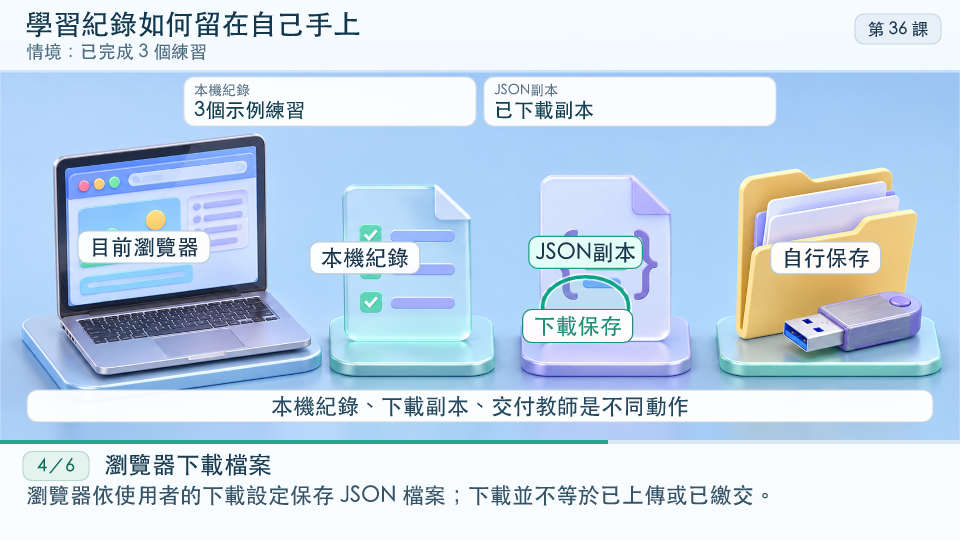 學習紀錄如何留在自己手上
情境：已完成 3 個練習
第 36 課
本機紀錄
3個示例練習
JSON副本
已下載副本
目前瀏覽器
本機紀錄
JSON副本
下載保存
自行保存
本機紀錄、下載副本、交付教師是不同動作
4／6 瀏覽器下載檔案
瀏覽器依使用者的下載設定保存 JSON 檔案；下載並不等於已上傳或已繳交。